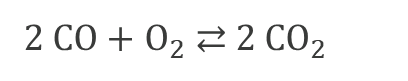 2 CO + O₂ ⇄ 2 CO₂